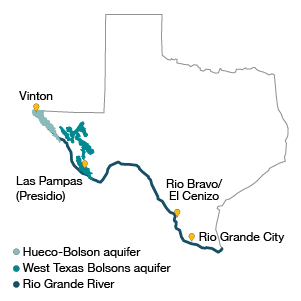 Vinton
Las Pampas
(Presidio)
Rio Bravo/
El Cenizo
Rio Grande City
Hueco-Bolson aquifer
West Texas Bolsons aquifer
Rio Grande River